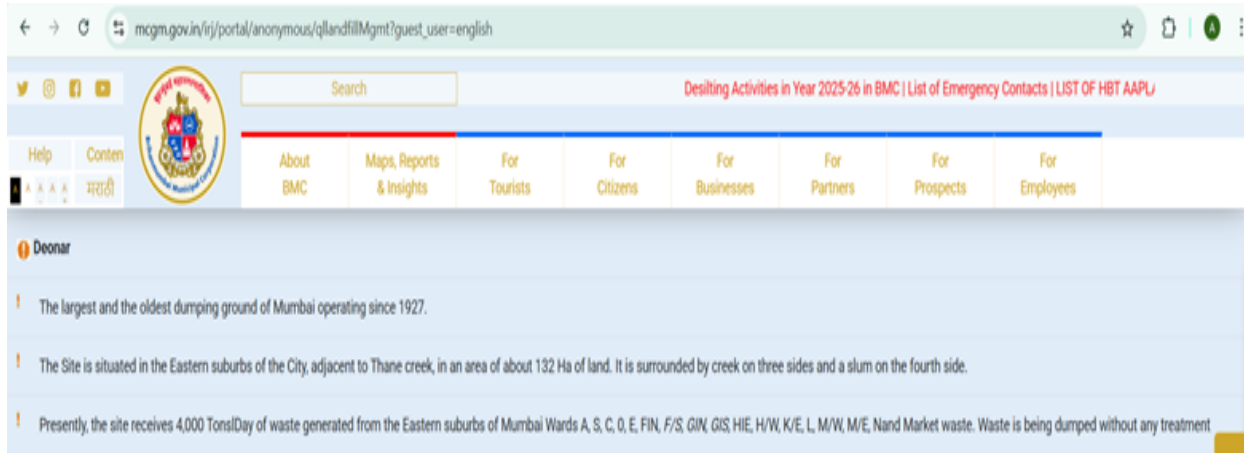 mcgm.gov.in/irj/portal/anonymous/qllandfillMgmt?guest_user=english
A
Search
Desilting Activities in Year 2025-26 in BMC | List of Emergency Contacts | LIST OF HBT AAPL
Help Conten
A A A A A मराठी
About BMC
Maps, Reports & Insights
For Tourists
For Citizens
For Businesses
For Partners
For Prospects
For Employees
Deonar
The largest and the oldest dumping ground of Mumbai operating since 1927.
The Site is situated in the Eastern suburbs of the City, adjacent to Thane creek, in an area of about 132 Ha of land. It is surrounded by creek on three sides and a slum on the fourth side.
Presently, the site receives 4,000 TonslDay of waste generated from the Eastern suburbs of Mumbai Wards A, S, C, 0, E, FIN, F/S, GIN, GIS, HIE, H/W, K/E, L, M/W, M/E, Nand Market waste. Waste is being dumped without any treatment